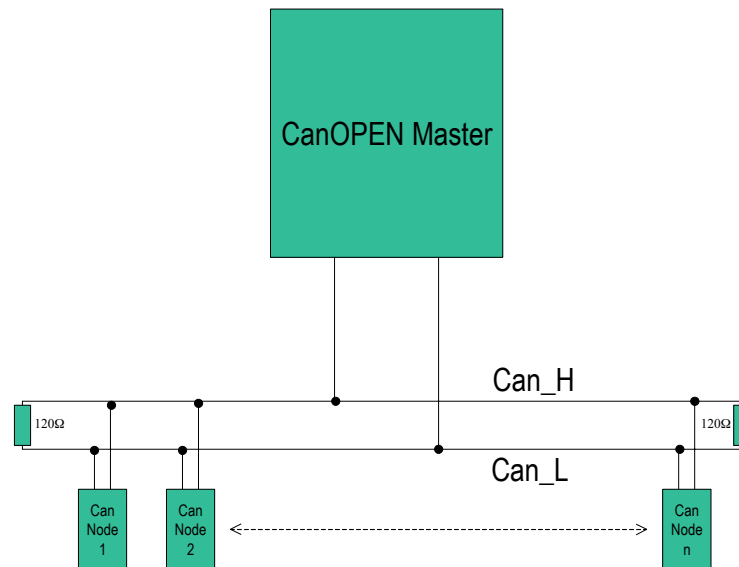 CanOPEN Master
Can_H
120Ω
120Ω
Can_L
Can
Node
1
Can
Node
2
Can
Node
n